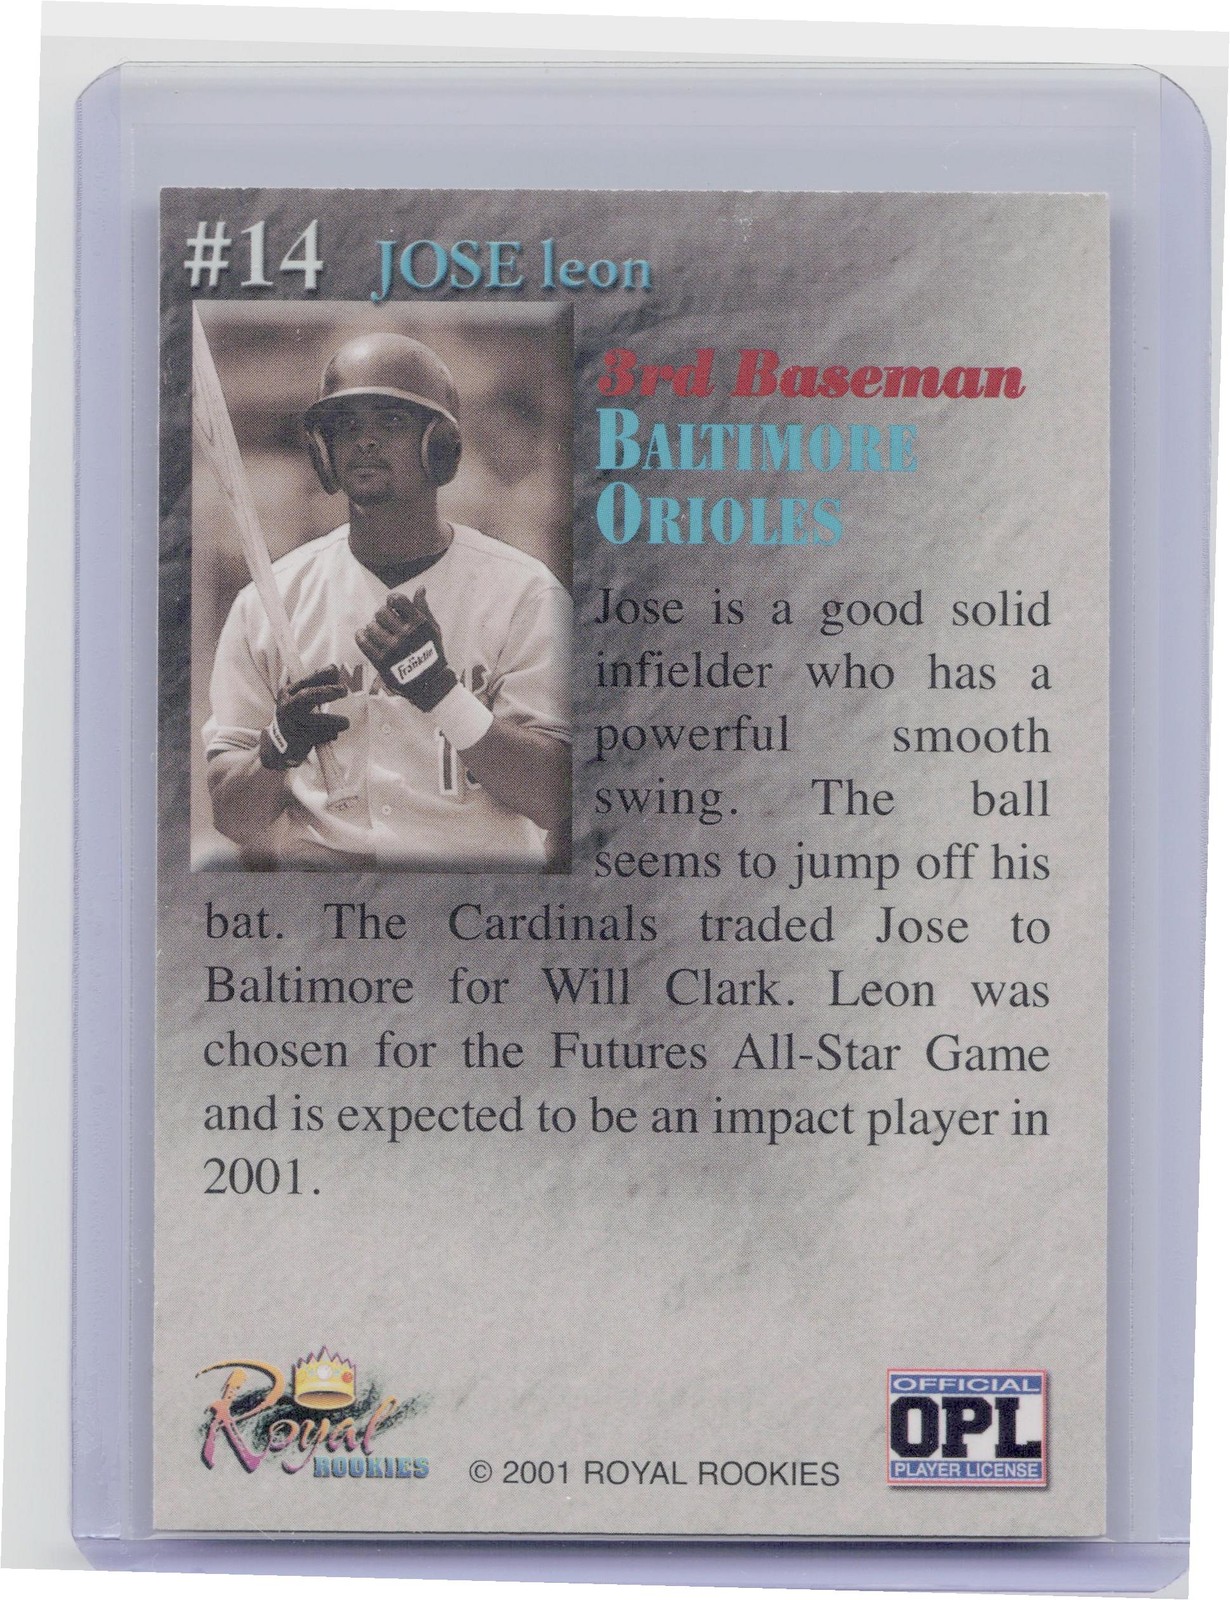 #14 JOSE leon
3rd Baseman
BALTIMORE
ORIOLES
Jose is a good solid
infielder who has a
powerful smooth
swing. The ball
seems to jump off his
bat. The Cardinals traded Jose to
Baltimore for Will Clark. Leon was
chosen for the Futures All-Star Game
and is expected to be an impact player in
2001.
Franklin
Royal
ROOKIES
© 2001 ROYAL ROOKIES
OFFICIAL
OPL
PLAYER LICENSE